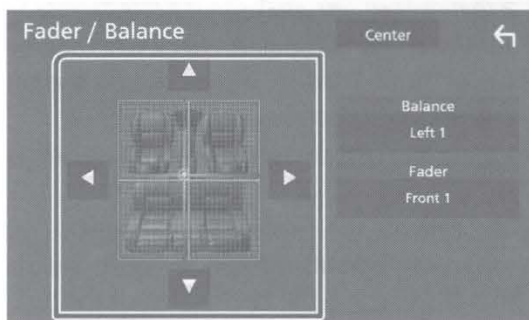 Fader / Balance
Center
Balance
Left 1
Fader
Front 1